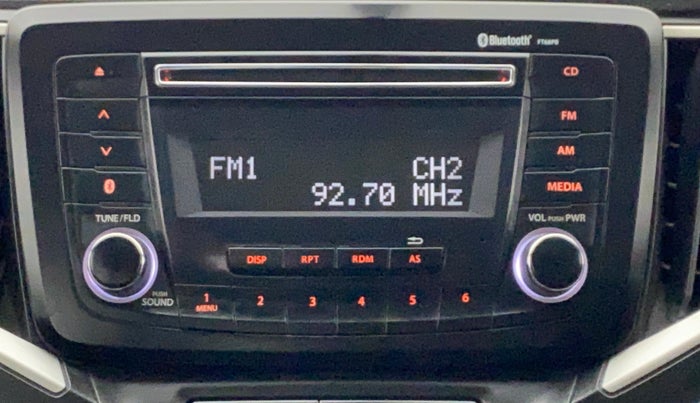 Bluetooth
CD
FM
AM
MEDIA
FM1 CH2
92.70 MHz
TUNE/FLD
VOL PUSH PWR
DISP RPT RDM AS
PUSH
SOUND
1 2 3 4 5 6
MENU